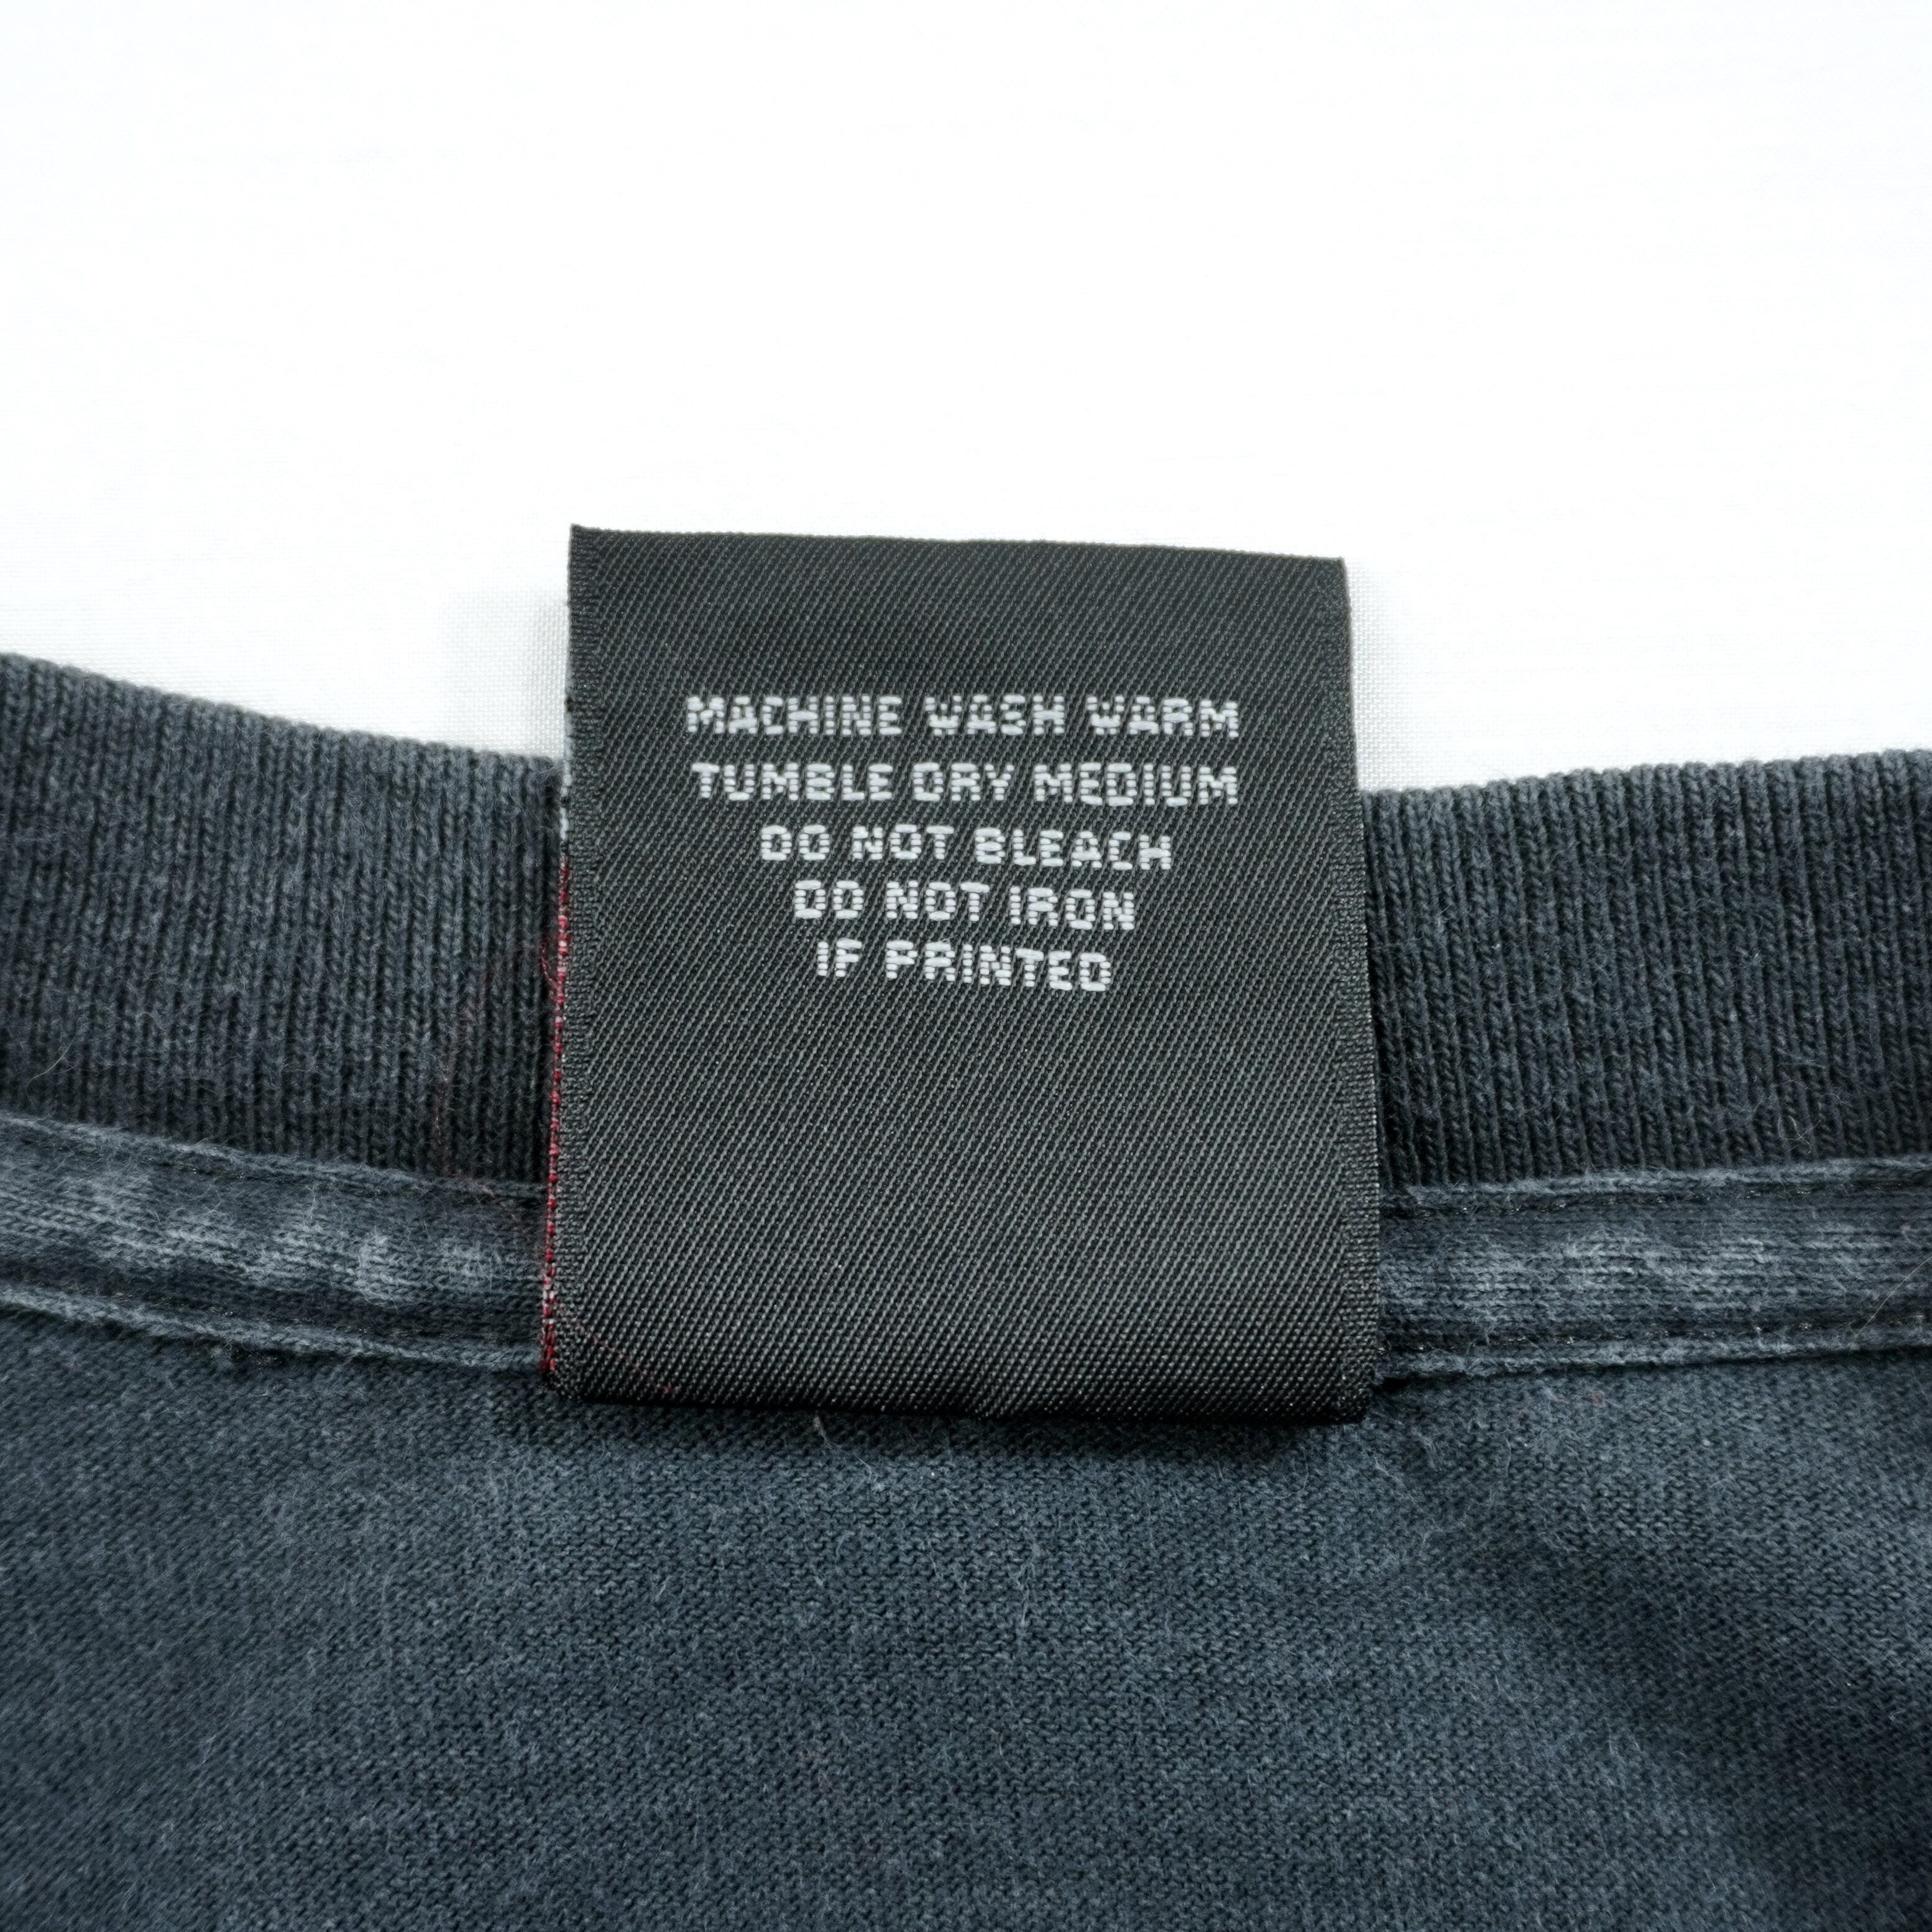 MACHINE WASH WARM
TUMBLE DRY MEDIUM
DO NOT BLEACH
DO NOT IRON
IF PRINTED